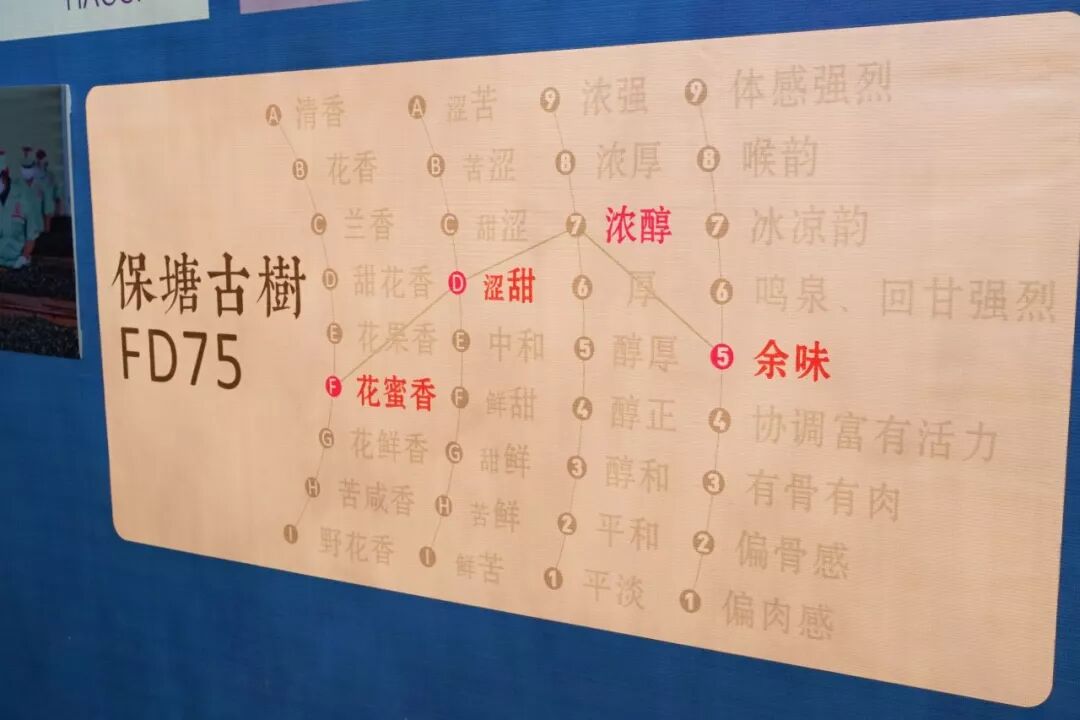 保塘古樹
FD75
A 清香
B 花香
C 兰香
D 甜花香
E 花果香
F 花蜜香
G 花鲜香
H 苦咸香
I 野花香
A 涩苦
B 苦涩
C 甜涩
D 涩甜
E 中和
F 鲜甜
G 甜鲜
H 苦鲜
I 鲜苦
9 浓强
8 浓厚
7 浓醇
6 厚
5 醇厚
4 醇正
3 醇和
2 平和
1 平淡
9 体感强烈
8 喉韵
7 冰凉韵
6 鸣泉、回甘强烈
5 余味
4 协调富有活力
3 有骨有肉
2 偏骨感
1 偏肉感